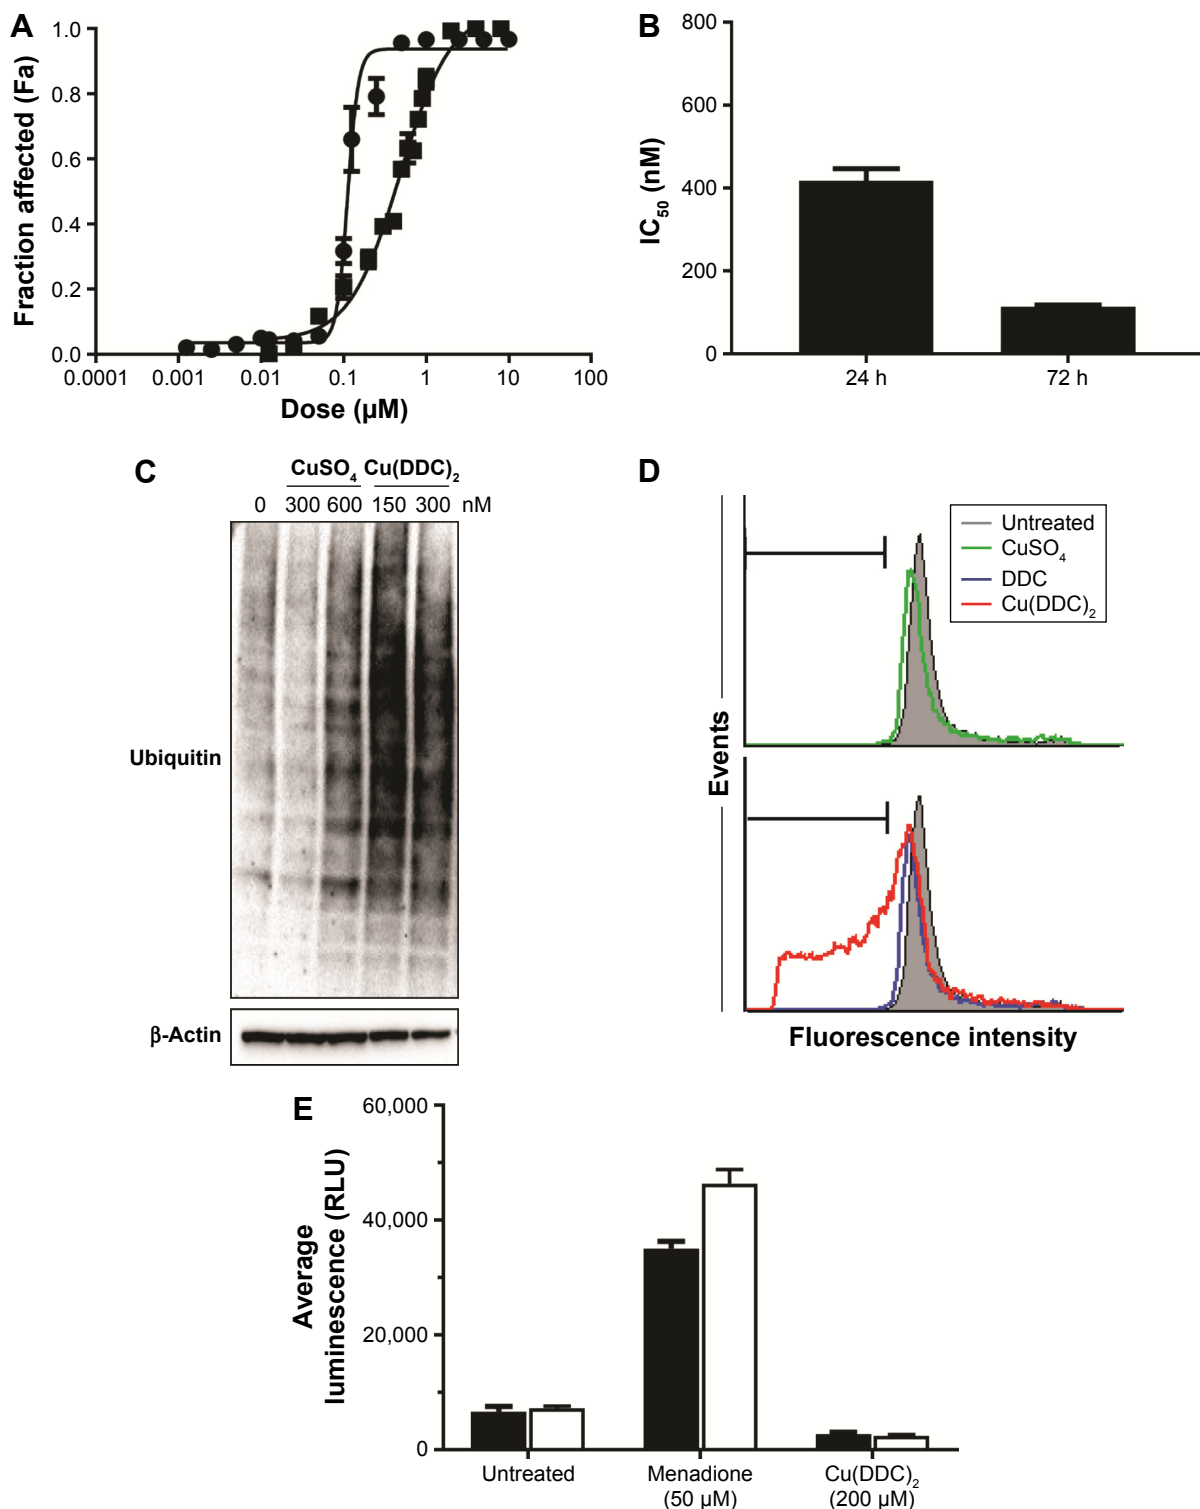 A
Fraction affected (Fa)
1.0
0.8
0.6
0.4
0.2
0.0
0.0001 0.001 0.01 0.1 1 10 100
Dose (µM)
B
IC50 (nM)
800
600
400
200
0
24 h 72 h
C
CuSO4 Cu(DDC)2
0 300 600 150 300 nM
Ubiquitin
β-Actin
D
Events
Untreated
CuSO4
DDC
Cu(DDC)2
Fluorescence intensity
E
Average
luminescence (RLU)
60,000
40,000
20,000
0
Untreated Menadione Cu(DDC)2
(50 µM) (200 µM)